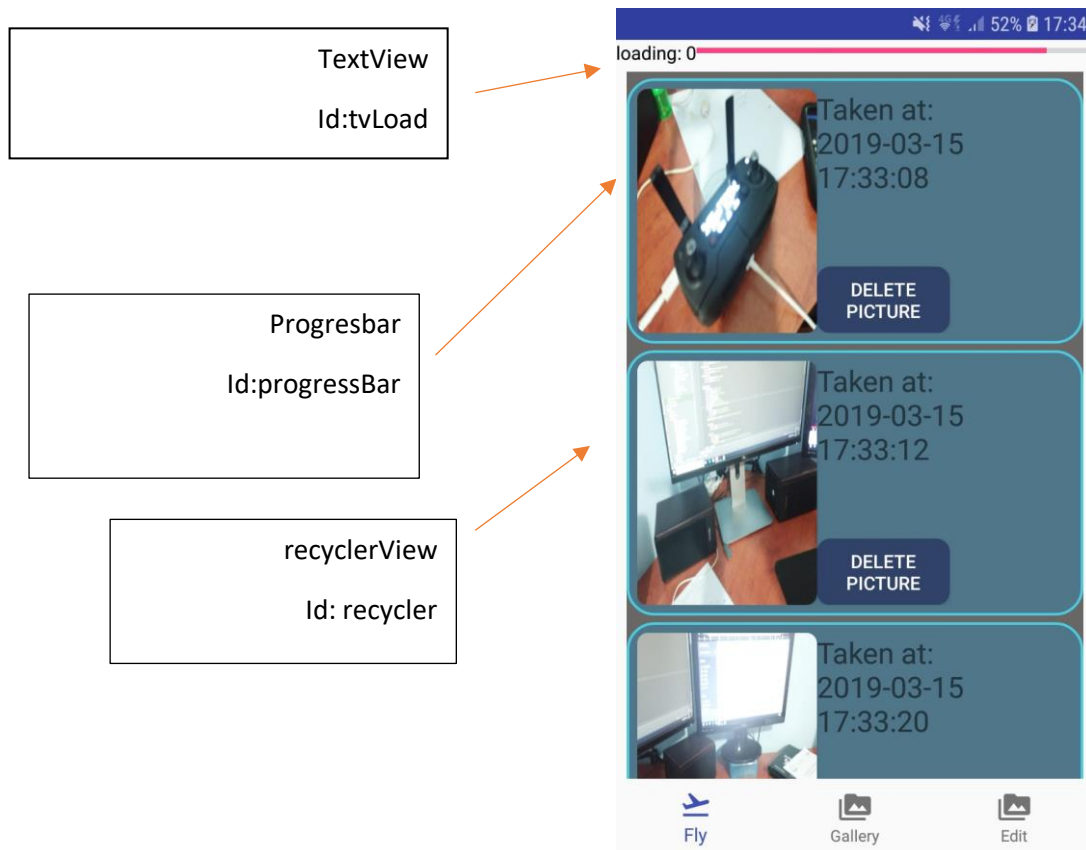 TextView
Id:tvLoad
Progresbar
Id:progressBar
recyclerView
Id: recycler
52% 17:34
loading: 0
Taken at:
2019-03-15
17:33:08
DELETE
PICTURE
Taken at:
2019-03-15
17:33:12
DELETE
PICTURE
Taken at:
2019-03-15
17:33:20
Fly
Gallery
Edit